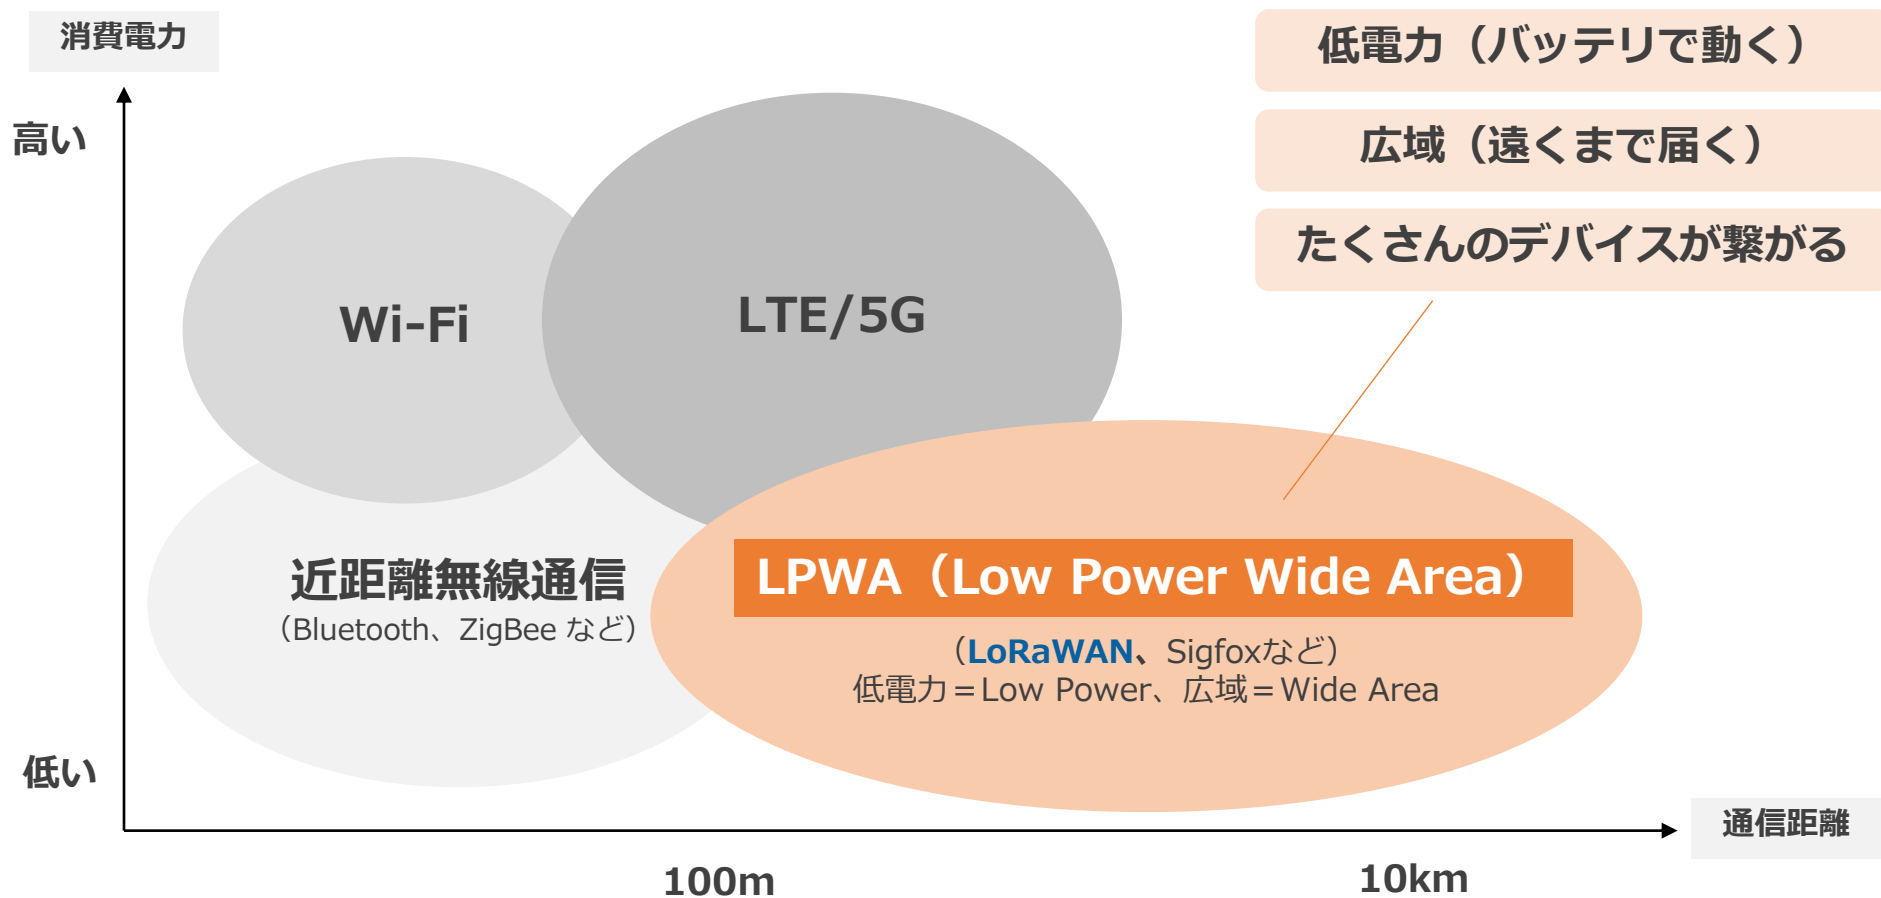 消費電力
低電力（バッテリで動く）
高い
広域（遠くまで届く）
たくさんのデバイスが繋がる
Wi-Fi
LTE/5G
近距離無線通信
（Bluetooth、ZigBee など）
LPWA（Low Power Wide Area）
（LoRaWAN、Sigfoxなど）
低電力＝Low Power、広域＝Wide Area
低い
通信距離
100m
10km